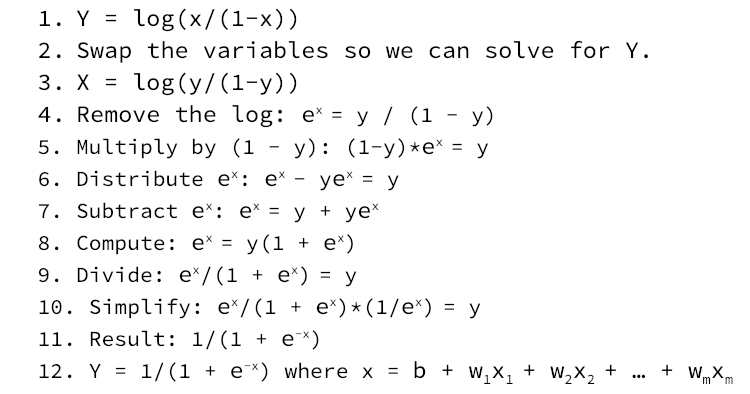 1. Y = log(x/(1-x))
2. Swap the variables so we can solve for Y.
3. X = log(y/(1-y))
4. Remove the log: eˣ = y / (1 - y)
5. Multiply by (1 - y): (1-y)*eˣ = y
6. Distribute eˣ: eˣ - yeˣ = y
7. Subtract eˣ: eˣ = y + yeˣ
8. Compute: eˣ = y(1 + eˣ)
9. Divide: eˣ/(1 + eˣ) = y
10. Simplify: eˣ/(1 + eˣ)*(1/eˣ) = y
11. Result: 1/(1 + e⁻ˣ)
12. Y = 1/(1 + e⁻ˣ) where x = b + w₁x₁ + w₂x₂ + … + wₘxₘ